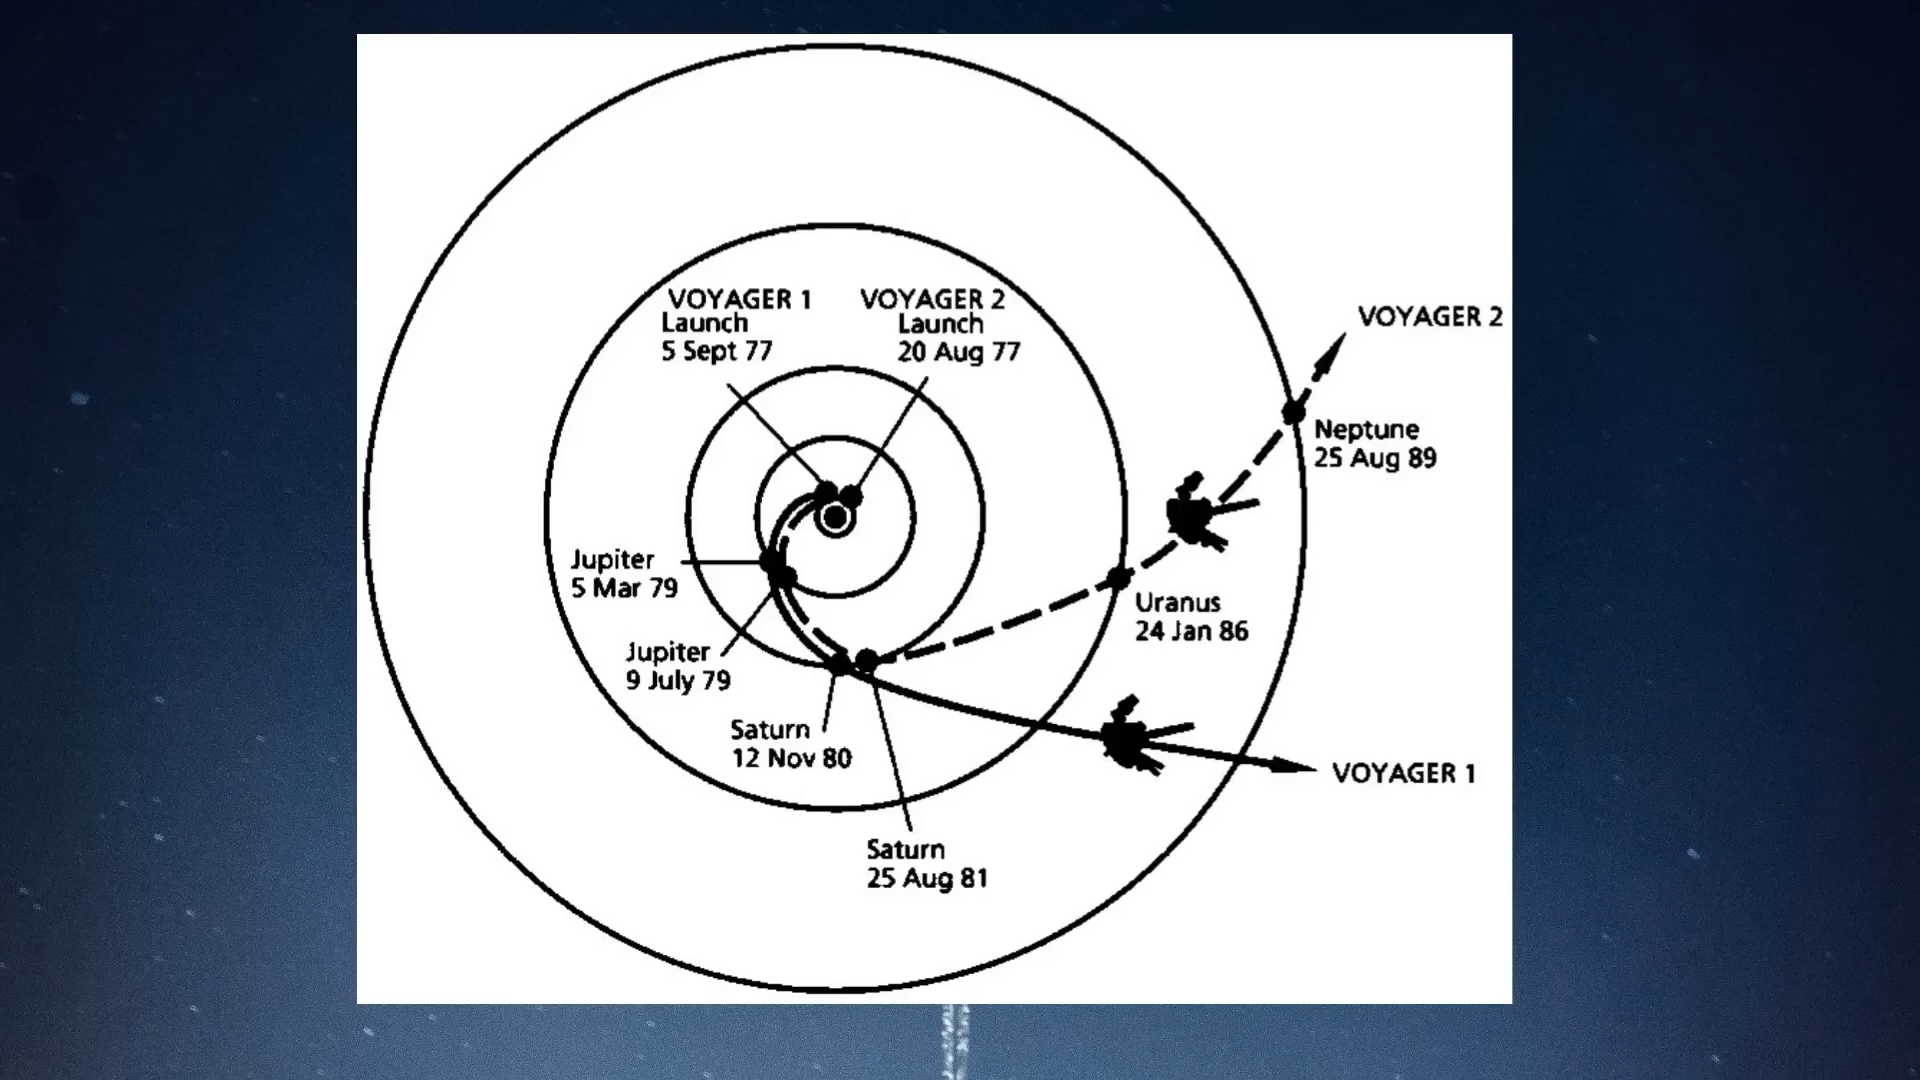 VOYAGER 1
Launch
5 Sept 77
VOYAGER 2
Launch
20 Aug 77
VOYAGER 2
Neptune
25 Aug 89
Jupiter
5 Mar 79
Uranus
24 Jan 86
Jupiter
9 July 79
Saturn
12 Nov 80
VOYAGER 1
Saturn
25 Aug 81